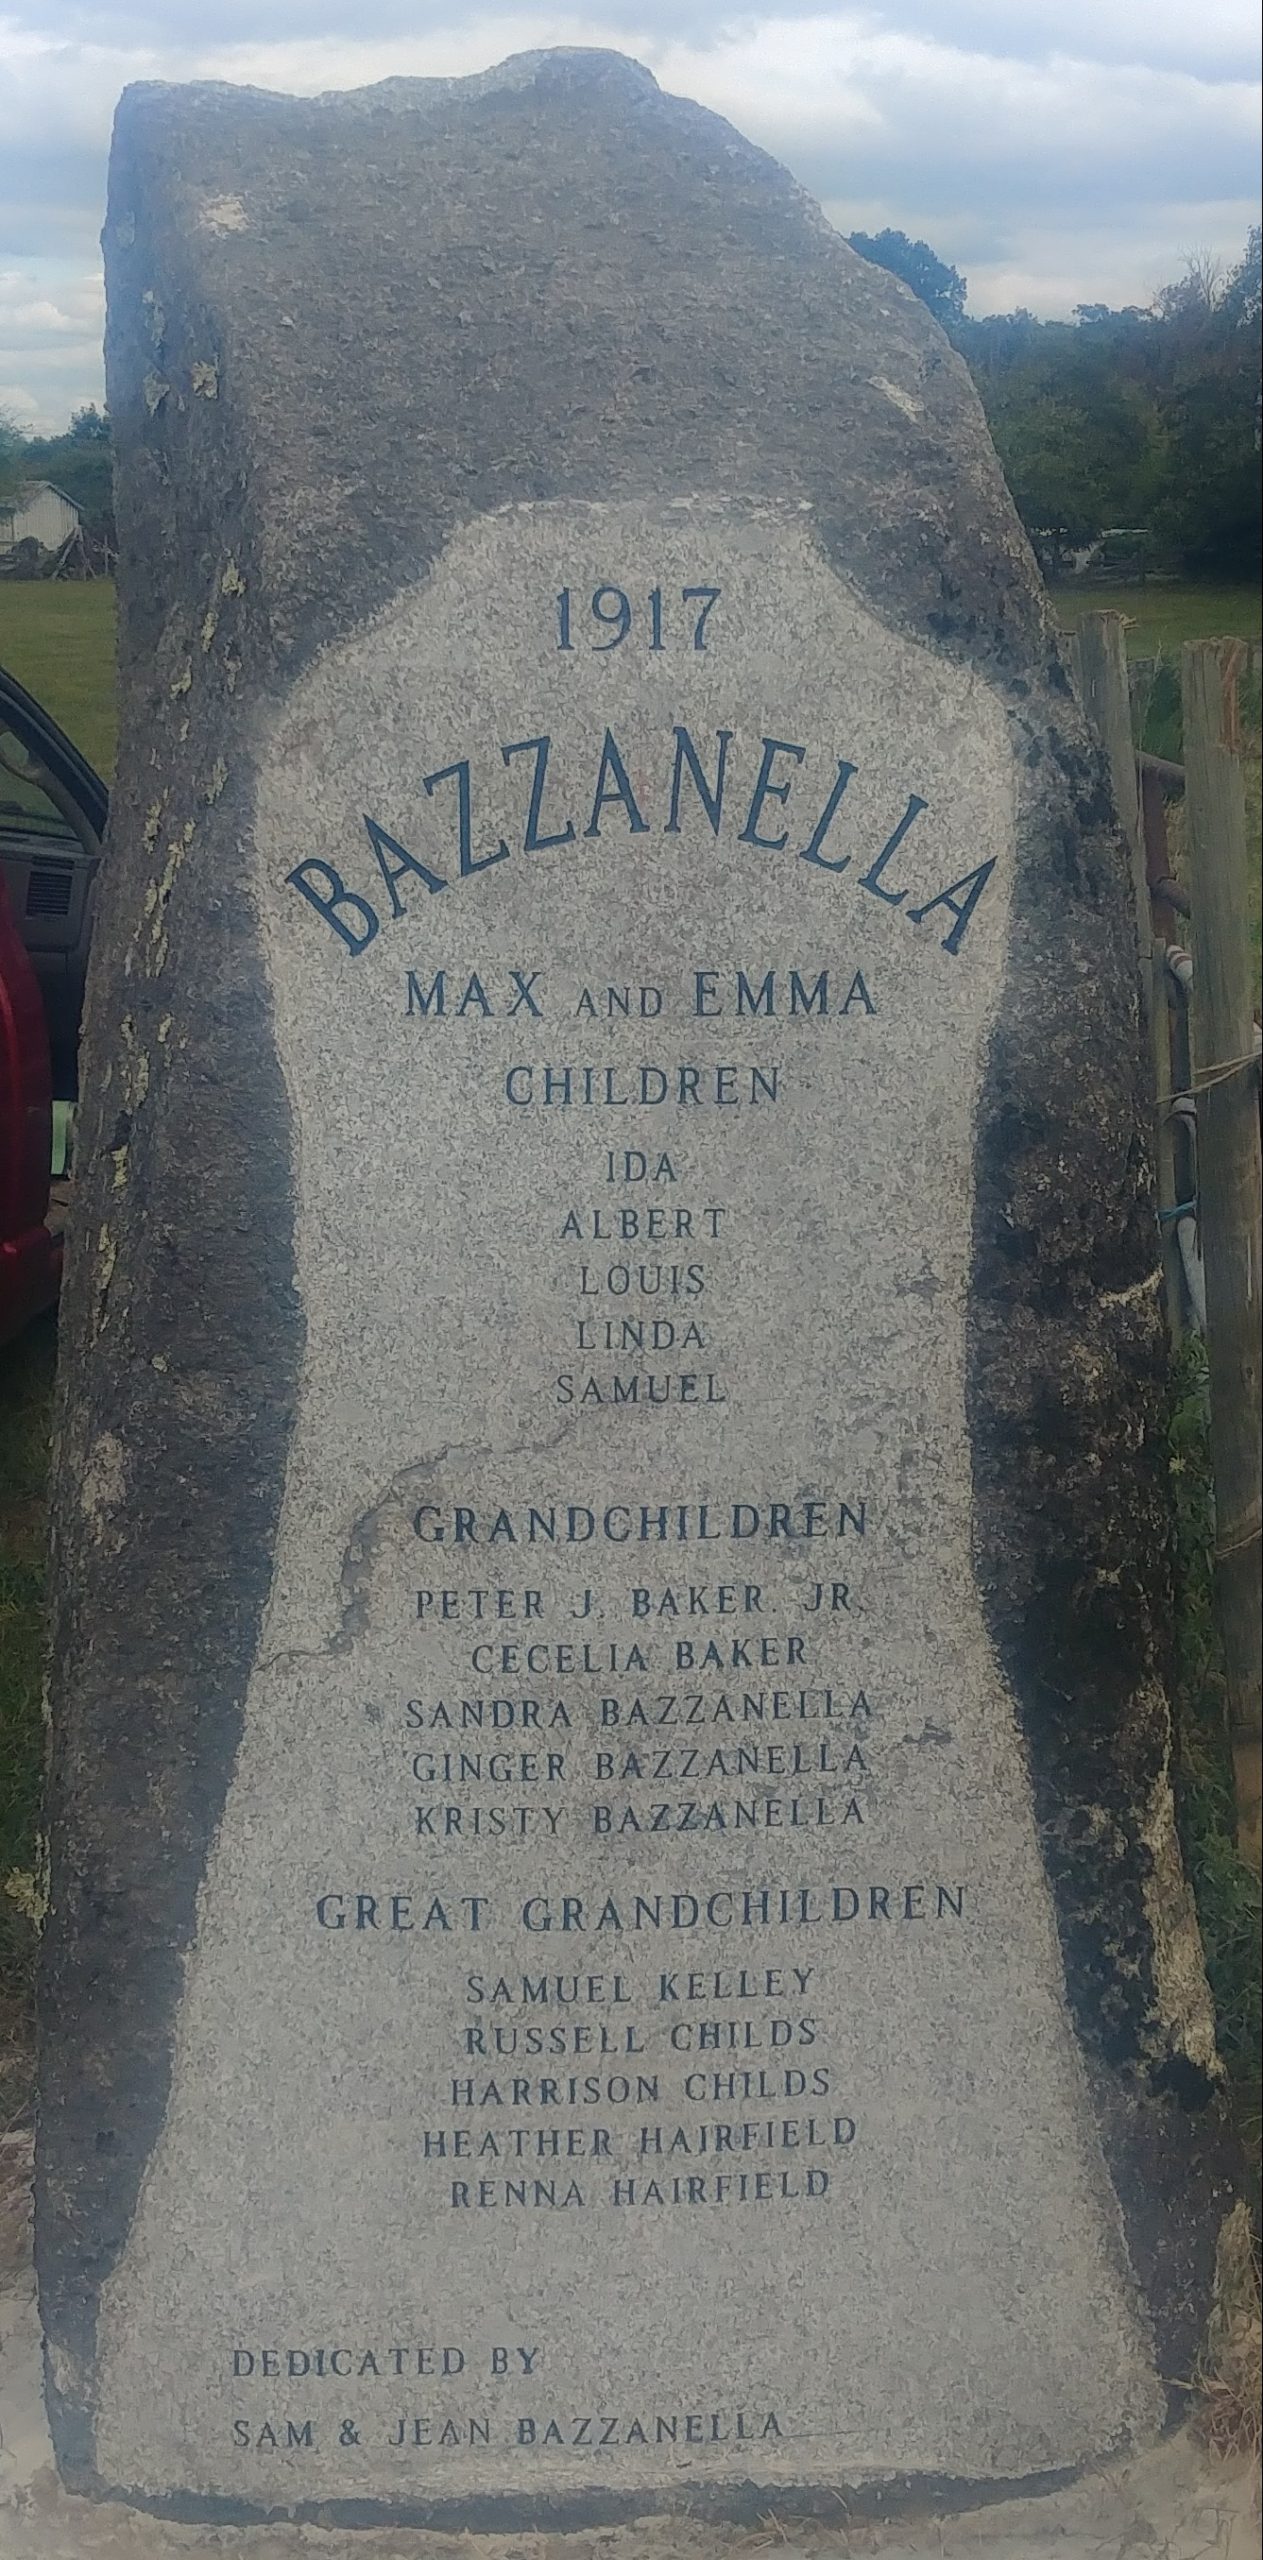 1917
BAZZANELLA
MAX AND EMMA
CHILDREN
IDA
ALBERT
LOUIS
LINDA
SAMUEL
GRANDCHILDREN
PETER J. BAKER. JR.
CECELIA BAKER
SANDRA BAZZANELLA
GINGER BAZZANELLA
KRISTY BAZZANELLA
GREAT GRANDCHILDREN
SAMUEL KELLEY
RUSSELL CHILDS
HARRISON CHILDS
HEATHER HAIRFIELD
RENNA HAIRFIELD
DEDICATED BY
SAM & JEAN BAZZANELLA